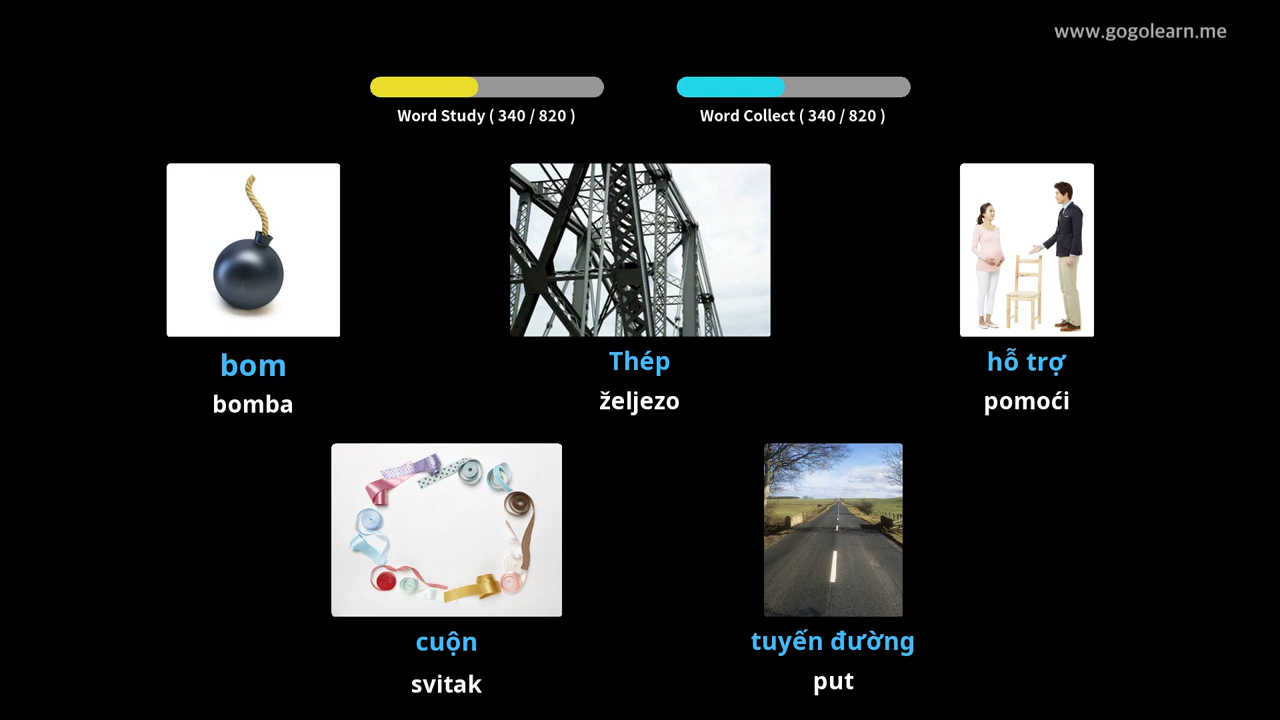 www.gogolearn.me
Word Study ( 340 / 820 )
Word Collect ( 340 / 820 )
bom
bomba
Thép
željezo
hỗ trợ
pomoći
cuộn
svitak
tuyến đường
put